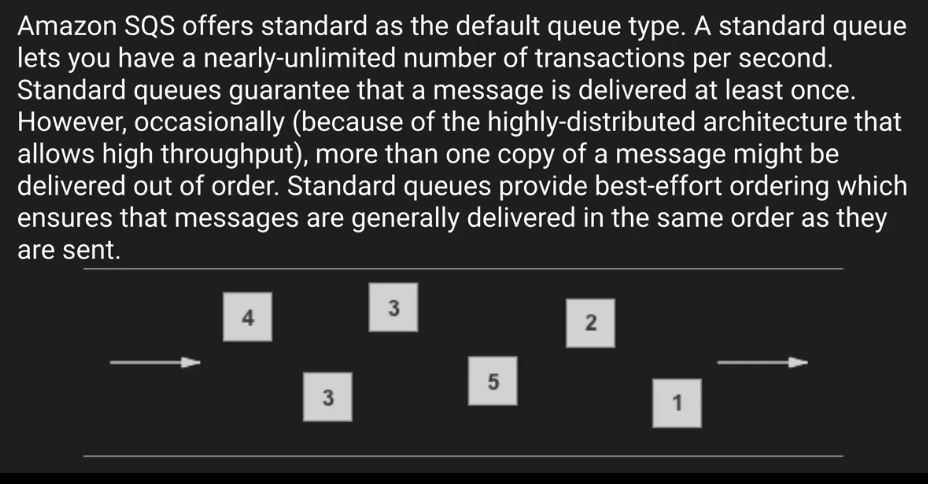 Amazon SQS offers standard as the default queue type. A standard queue
lets you have a nearly-unlimited number of transactions per second.
Standard queues guarantee that a message is delivered at least once.
However, occasionally (because of the highly-distributed architecture that
allows high throughput), more than one copy of a message might be
delivered out of order. Standard queues provide best-effort ordering which
ensures that messages are generally delivered in the same order as they
are sent.
4
3
2
3
5
1